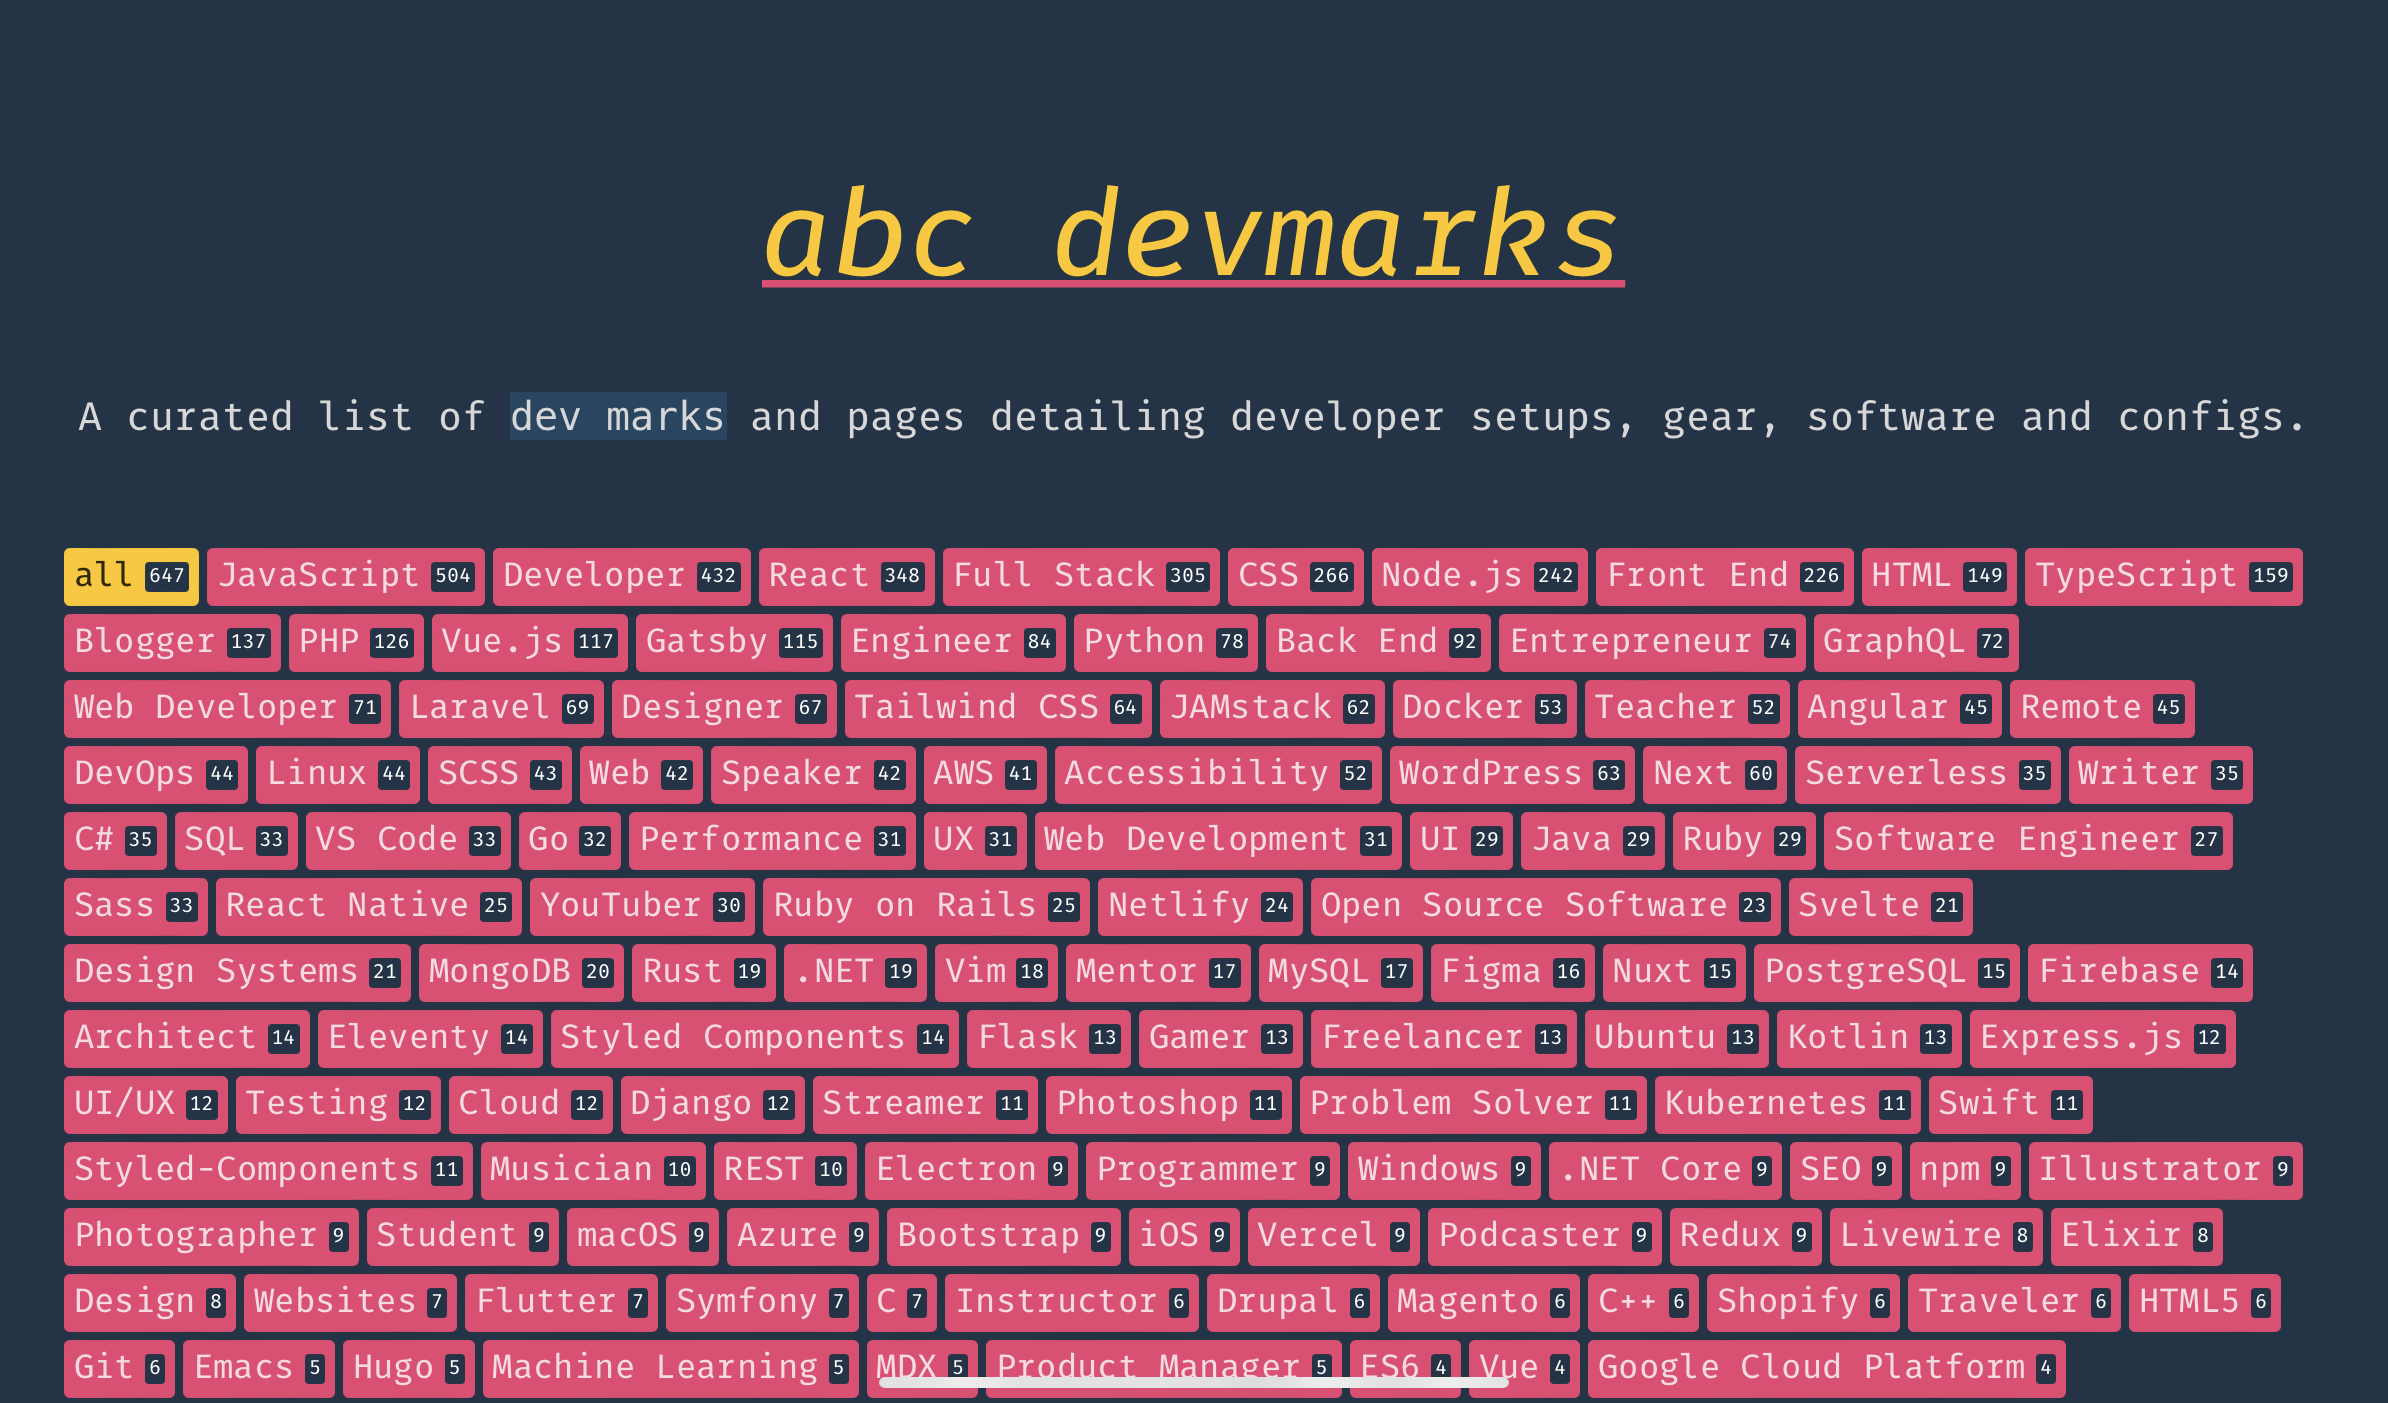 abc devmarks
A curated list of dev marks and pages detailing developer setups, gear, software and configs.
all 647 JavaScript 504 Developer 432 React 348 Full Stack 305 CSS 266 Node.js 242 Front End 226 HTML 149 TypeScript 159
Blogger 137 PHP 126 Vue.js 117 Gatsby 115 Engineer 84 Python 78 Back End 92 Entrepreneur 74 GraphQL 72
Web Developer 71 Laravel 69 Designer 67 Tailwind CSS 64 JAMstack 62 Docker 53 Teacher 52 Angular 45 Remote 45
DevOps 44 Linux 44 SCSS 43 Web 42 Speaker 42 AWS 41 Accessibility 52 WordPress 63 Next 60 Serverless 35 Writer 35
C# 35 SQL 33 VS Code 33 Go 32 Performance 31 UX 31 Web Development 31 UI 29 Java 29 Ruby 29 Software Engineer 27
Sass 33 React Native 25 YouTuber 30 Ruby on Rails 25 Netlify 24 Open Source Software 23 Svelte 21
Design Systems 21 MongoDB 20 Rust 19 .NET 19 Vim 18 Mentor 17 MySQL 17 Figma 16 Nuxt 15 PostgreSQL 15 Firebase 14
Architect 14 Eleventy 14 Styled Components 14 Flask 13 Gamer 13 Freelancer 13 Ubuntu 13 Kotlin 13 Express.js 12
UI/UX 12 Testing 12 Cloud 12 Django 12 Streamer 11 Photoshop 11 Problem Solver 11 Kubernetes 11 Swift 11
Styled-Components 11 Musician 10 REST 10 Electron 9 Programmer 9 Windows 9 .NET Core 9 SEO 9 npm 9 Illustrator 9
Photographer 9 Student 9 macOS 9 Azure 9 Bootstrap 9 iOS 9 Vercel 9 Podcaster 9 Redux 9 Livewire 8 Elixir 8
Design 8 Websites 7 Flutter 7 Symfony 7 C 7 Instructor 6 Drupal 6 Magento 6 C++ 6 Shopify 6 Traveler 6 HTML5 6
Git 6 Emacs 5 Hugo 5 Machine Learning 5 MDX 5 Product Manager 5 ES6 4 Vue 4 Google Cloud Platform 4